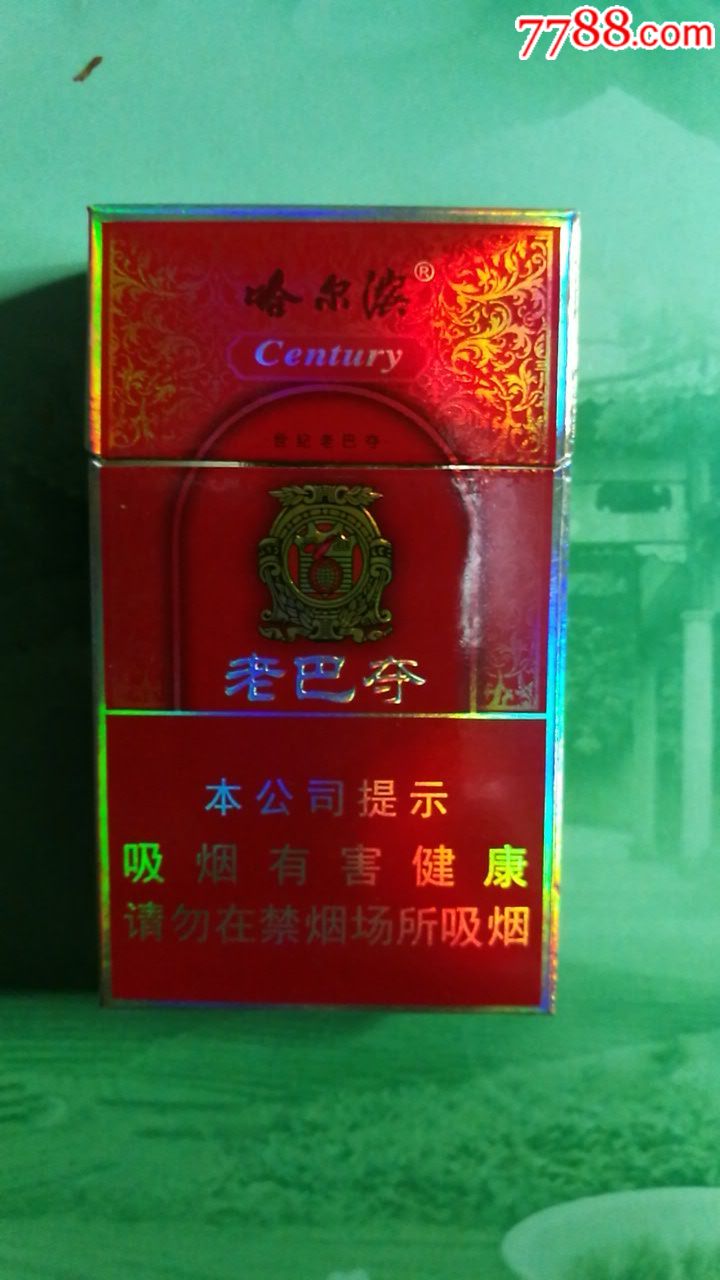 7788.com
哈尔滨®
Century
世纪老巴夺
老巴夺
本公司提示
吸烟有害健康
请勿在禁烟场所吸烟